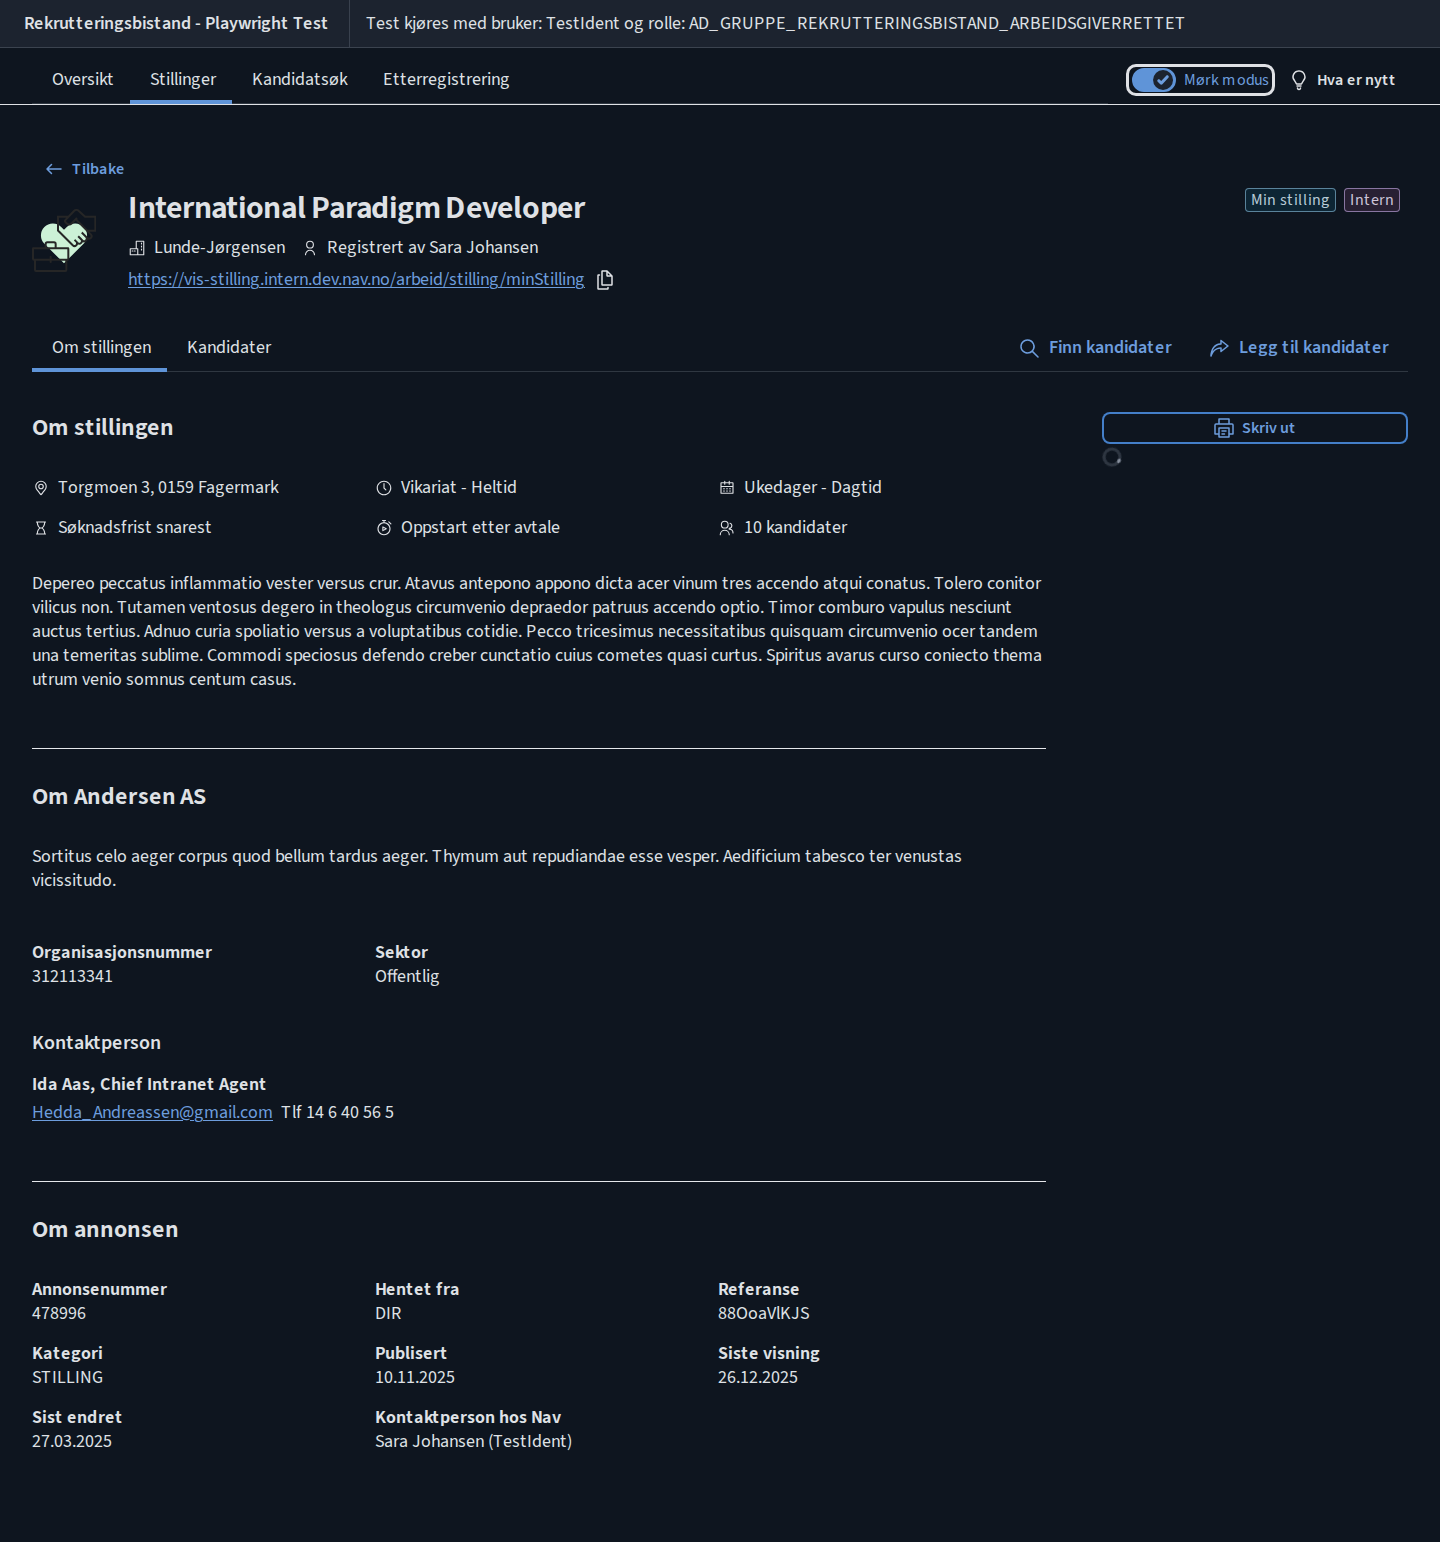 Rekrutteringsbistand - Playwright Test
Test kjøres med bruker: TestIdent og rolle: AD_GRUPPE_REKRUTTERINGSBISTAND_ARBEIDSGIVERRETTET
Oversikt
Stillinger
Kandidatsøk
Etterregistrering
Mørk modus
Hva er nytt
Tilbake
International Paradigm Developer
Min stilling
Intern
Lunde-Jørgensen
Registrert av Sara Johansen
https://vis-stilling.intern.dev.nav.no/arbeid/stilling/minStilling
Om stillingen
Kandidater
Finn kandidater
Legg til kandidater
Om stillingen
Skriv ut
Torgmoen 3, 0159 Fagermark
Vikariat - Heltid
Ukedager - Dagtid
Søknadsfrist snarest
Oppstart etter avtale
10 kandidater
Depereo peccatus inflammatio vester versus crur. Atavus antepono appono dicta acer vinum tres accendo atqui conatus. Tolero conitor
vilicus non. Tutamen ventosus degero in theologus circumvenio depraedor patruus accendo optio. Timor comburo vapulus nesciunt
auctus tertius. Adnuo curia spoliatio versus a voluptatibus cotidie. Pecco tricesimus necessitatibus quisquam circumvenio ocer tandem
una temeritas sublime. Commodi speciosus defendo creber cunctatio cuius cometes quasi curtus. Spiritus avarus curso coniecto thema
utrum venio somnus centum casus.
Om Andersen AS
Sortitus celo aeger corpus quod bellum tardus aeger. Thymum aut repudiandae esse vesper. Aedificium tabesco ter venustas
vicissitudo.
Organisasjonsnummer
312113341
Sektor
Offentlig
Kontaktperson
Ida Aas, Chief Intranet Agent
Hedda_Andreassen@gmail.com Tlf 14 6 40 56 5
Om annonsen
Annonsenummer
478996
Hentet fra
DIR
Referanse
88OoaVlKJS
Kategori
STILLING
Publisert
10.11.2025
Siste visning
26.12.2025
Sist endret
27.03.2025
Kontaktperson hos Nav
Sara Johansen (TestIdent)